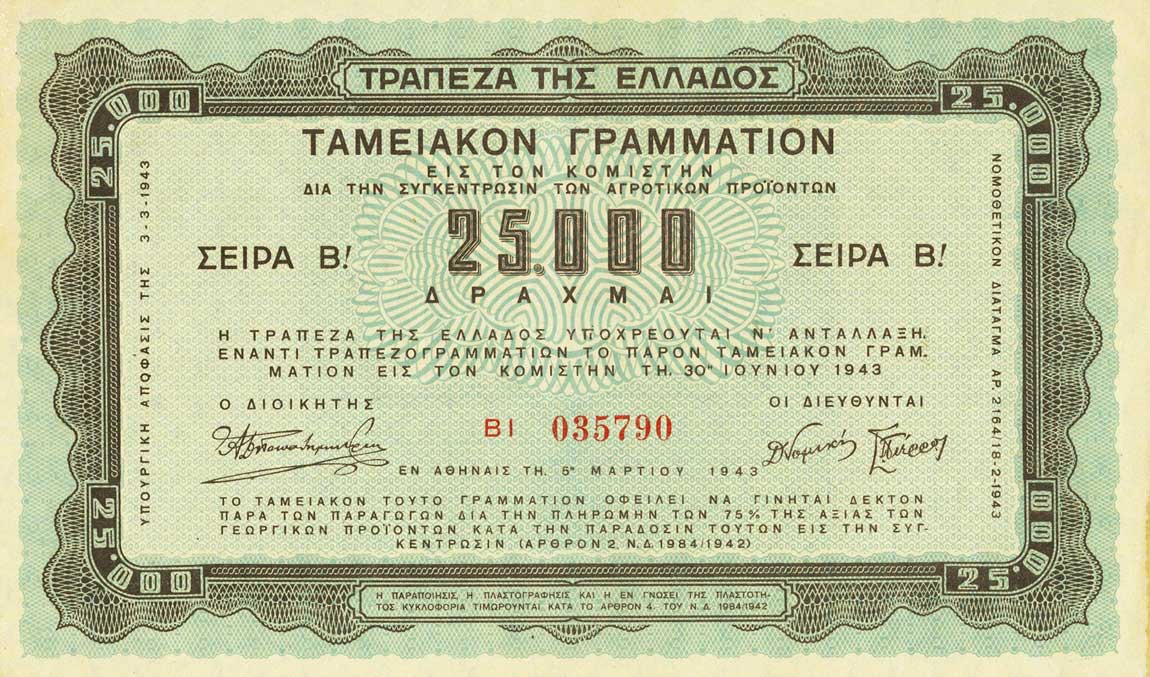 ΤΡΑΠΕΖΑ ΤΗΣ ΕΛΛΑΔΟΣ
25.000
25.000
ΤΑΜΕΙΑΚΟΝ ΓΡΑΜΜΑΤΙΟΝ
ΕΙΣ ΤΟΝ ΚΟΜΙΣΤΗΝ
ΔΙΑ ΤΗΝ ΣΥΓΚΕΝΤΡΩΣΙΝ ΤΩΝ ΑΓΡΟΤΙΚΩΝ ΠΡΟΪΟΝΤΩΝ
ΣΕΙΡΑ Β! 25.000 ΣΕΙΡΑ Β!
ΔΡΑΧΜΑΙ
Η ΤΡΑΠΕΖΑ ΤΗΣ ΕΛΛΑΔΟΣ ΥΠΟΧΡΕΟΥΤΑΙ Ν' ΑΝΤΑΛΛΑΞΗ.
ΕΝΑΝΤΙ ΤΡΑΠΕΖΟΓΡΑΜΜΑΤΙΩΝ ΤΟ ΠΑΡΟΝ ΤΑΜΕΙΑΚΟΝ ΓΡΑΜ.
ΜΑΤΙΟΝ ΕΙΣ ΤΟΝ ΚΟΜΙΣΤΗΝ ΤΗ. 30ῃ ΙΟΥΝΙΟΥ 1943
Ο ΔΙΟΙΚΗΤΗΣ ΟΙ ΔΙΕΥΘΥΝΤΑΙ
ΒΙ 035790
ΕΝ ΑΘΗΝΑΙΣ ΤΗ. 5ῃ ΜΑΡΤΙΟΥ 1943
ΤΟ ΤΑΜΕΙΑΚΟΝ ΤΟΥΤΟ ΓΡΑΜΜΑΤΙΟΝ ΟΦΕΙΛΕΙ ΝΑ ΓΙΝΗΤΑΙ ΔΕΚΤΟΝ
ΠΑΡΑ ΤΩΝ ΠΑΡΑΓΩΓΩΝ ΔΙΑ ΤΗΝ ΠΛΗΡΩΜΗΝ ΤΩΝ 75% ΤΗΣ ΑΞΙΑΣ ΤΩΝ
ΓΕΩΡΓΙΚΩΝ ΠΡΟΪΟΝΤΩΝ ΚΑΤΑ ΤΗΝ ΠΑΡΑΔΟΣΙΝ ΤΟΥΤΩΝ ΕΙΣ ΤΗΝ ΣΥΓ-
ΚΕΝΤΡΩΣΙΝ (ΑΡΘΡΟΝ 2, Ν.Δ. 1984/1942)
ΥΠΟΥΡΓΙΚΗ ΑΠΟΦΑΣΙΣ ΤΗΣ 3-3-1943
ΝΟΜΟΘΕΤΙΚΟΝ ΔΙΑΤΑΓΜΑ ΑΡ. 2164/18-2-1943
25.000
25.000
Η ΠΑΡΑΠΟΙΗΣΙΣ, Η ΠΛΑΣΤΟΓΡΑΦΗΣΙΣ ΚΑΙ Η ΕΝ ΓΝΩΣΕΙ ΤΗΣ ΠΛΑΣΤΟΤΗ-
ΤΟΣ ΚΥΚΛΟΦΟΡΙΑ ΤΙΜΩΡΟΥΝΤΑΙ ΚΑΤΑ ΤΟ ΑΡΘΡΟΝ 4. ΤΟΥ Ν.Δ. 1984/1942